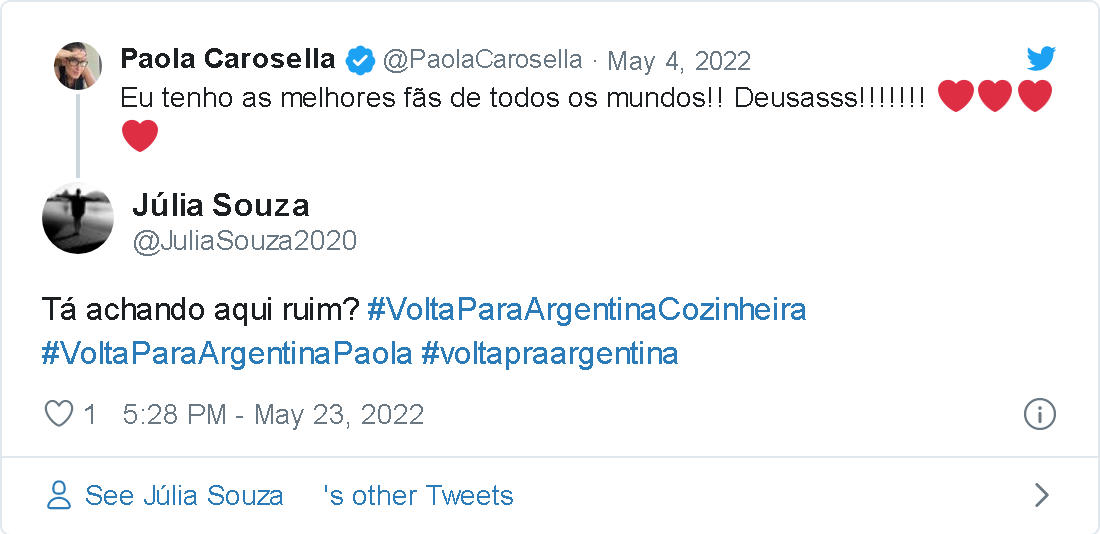 Paola Carosella @PaolaCarosella · May 4, 2022
Eu tenho as melhores fãs de todos os mundos!! Deusasss!!!!!!! ❤️❤️❤️
❤️
Júlia Souza
@JuliaSouza2020
Tá achando aqui ruim? #VoltaParaArgentinaCozinheira
#VoltaParaArgentinaPaola #voltapraargentina
1 5:28 PM - May 23, 2022
See Júlia Souza 's other Tweets